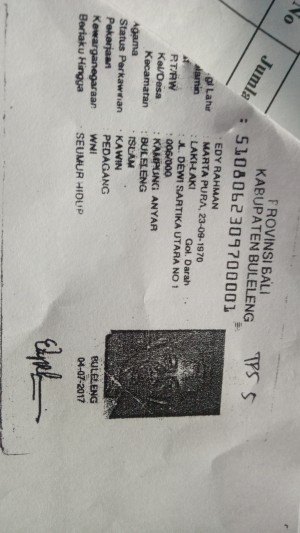 No
Jumla
PROVINSI BALI
KABUPATEN BULELENG
TPS 5
: 5108062309700001
EDY RAHMAN
gl Lahir MARTA PURA, 23-09-1970
elamin : LAKI-LAKI Gol. Darah :
: JL. DEWI SARTIKA UTARA NO 1
RT/RW : 006/000
Kel/Desa : KAMPUNG ANYAR
Kecamatan : BULELENG
Agama : ISLAM
Status Perkawinan : KAWIN
Pekerjaan : PEDAGANG
Kewarganegaraan : WNI
Berlaku Hingga : SEUMUR HIDUP
BULELENG
04-07-2017